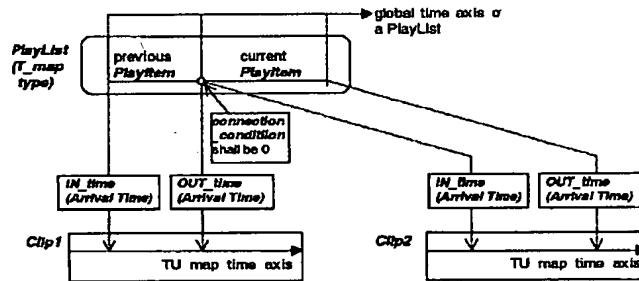 global time axis o
a PlayList
PlayList
(T_map
type)
previous
PlayItem
current
PlayItem
connection
_condition
shall be 0
IN_time
(Arrival Time)
OUT_time
(Arrival Time)
IN_time
(Arrival Time)
OUT_time
(Arrival Time)
Clip1
TU map time axis
Clip2
TU map time axis